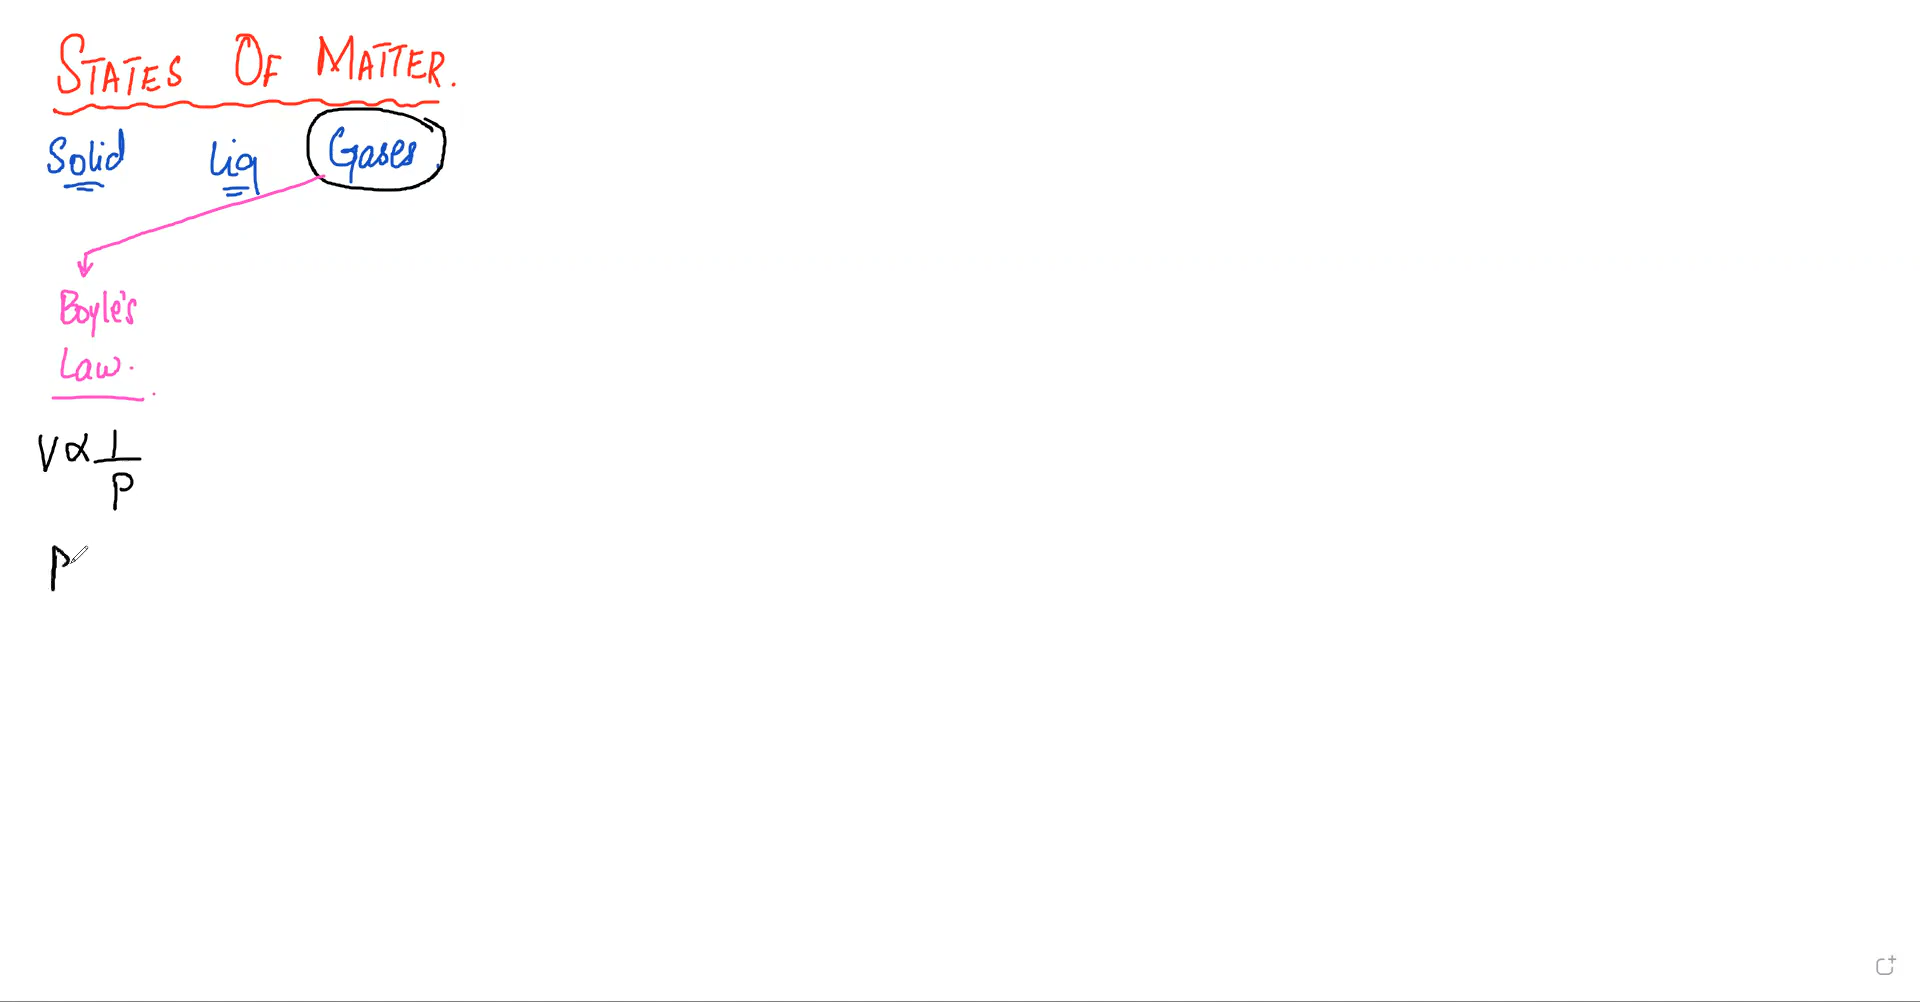 STATES OF MATTER.
Solid Liq Gases
Boyle's
Law.
V ∝ 1/P
P